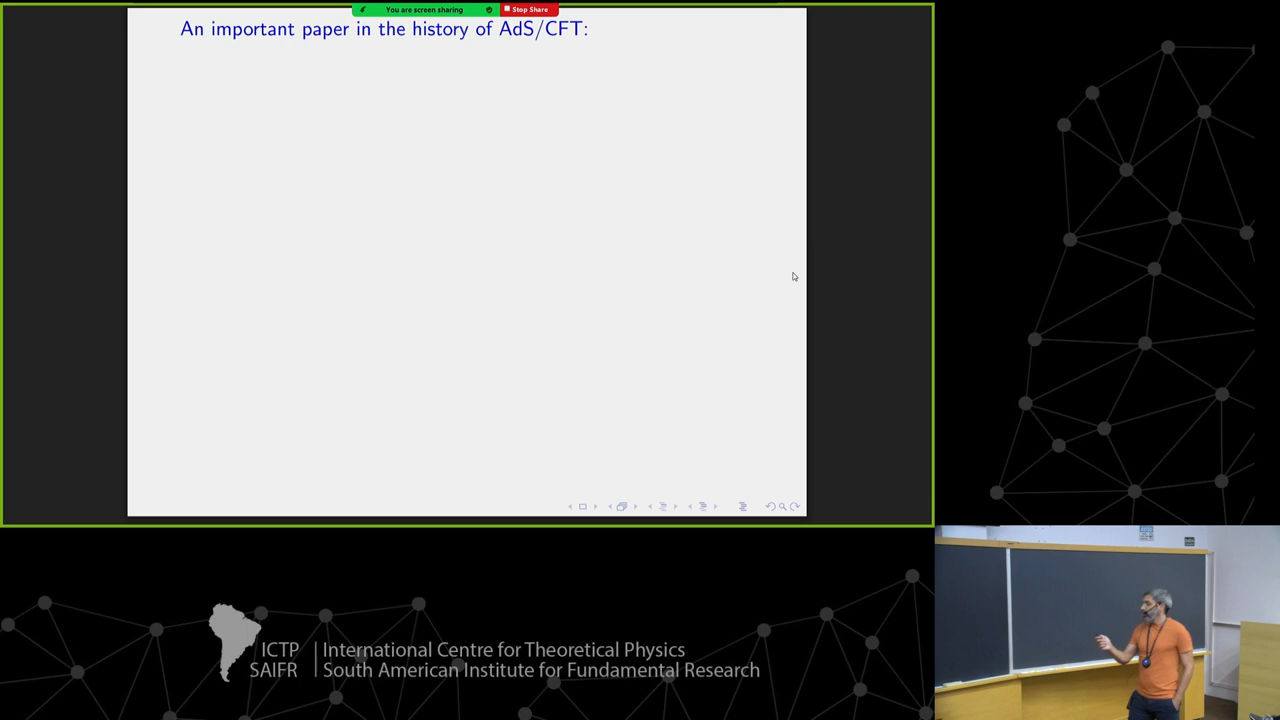 You are screen sharing
Stop Share
An important paper in the history of AdS/CFT:
ICTP
SAIFR
International Centre for Theoretical Physics
South American Institute for Fundamental Research